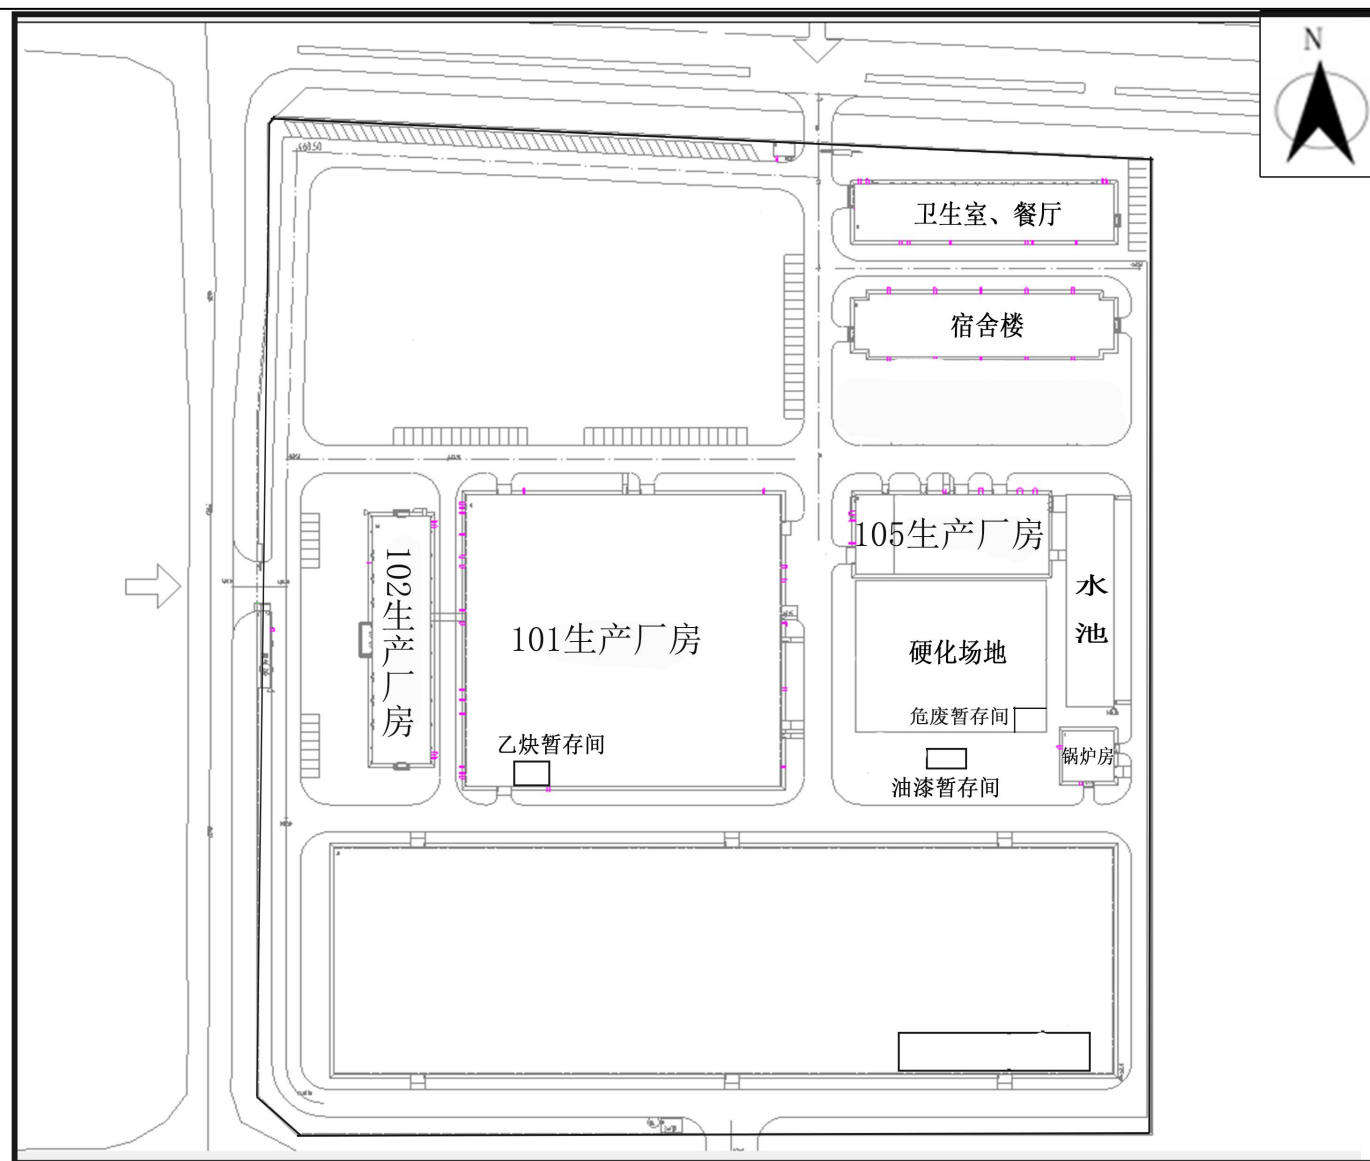 N
卫生室、餐厅
宿舍楼
105生产厂房
水池
102生产厂房
101生产厂房
硬化场地
危废暂存间
乙炔暂存间
锅炉房
油漆暂存间